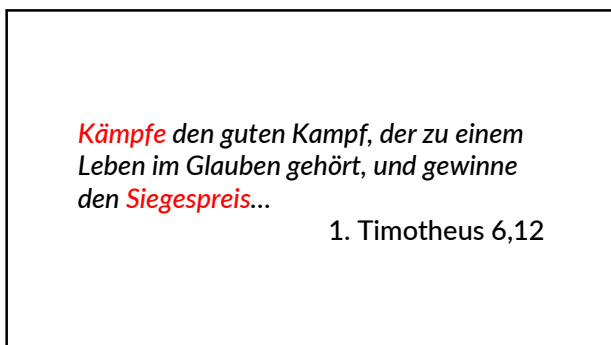 Kämpfe den guten Kampf, der zu einem
Leben im Glauben gehört, und gewinne
den Siegespreis...
1. Timotheus 6,12